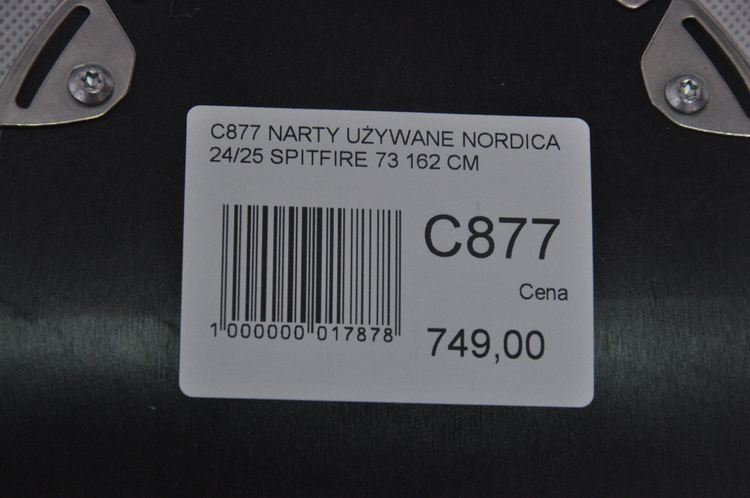 C877 NARTY UŻYWANE NORDICA
24/25 SPITFIRE 73 162 CM
C877
Cena
1 000000 017878
749,00